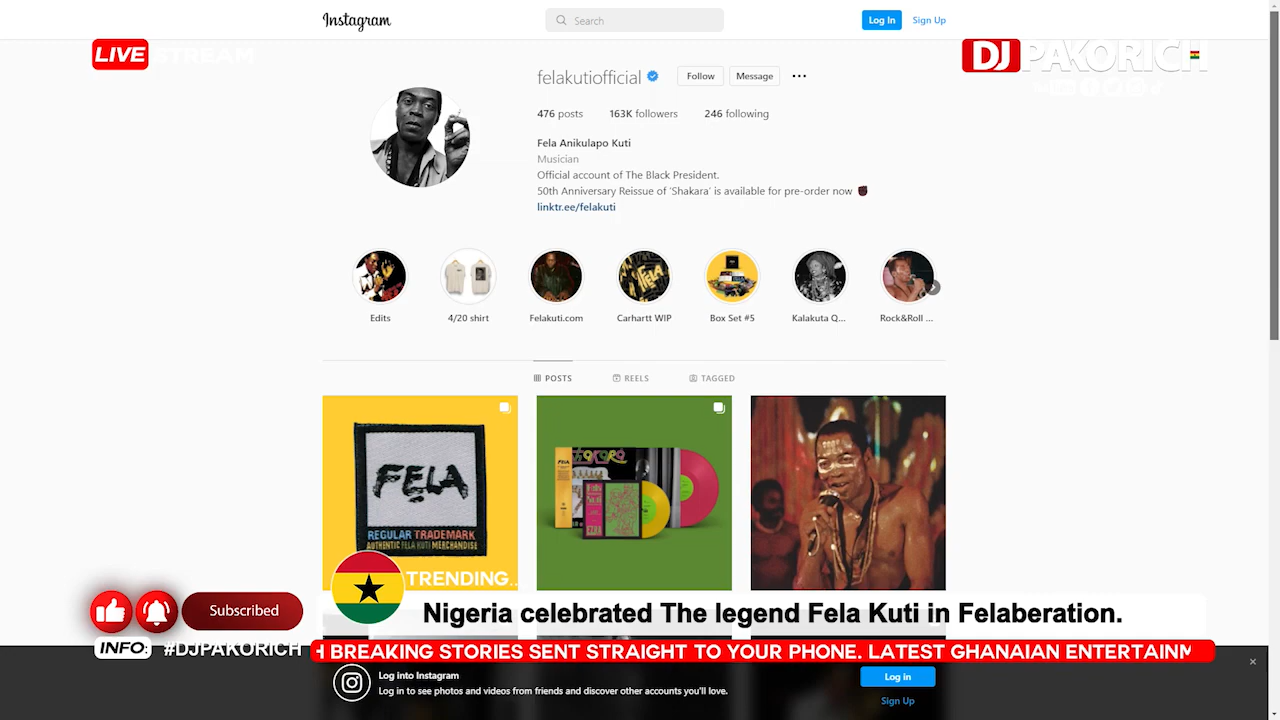 Instagram
Search
Log In
Sign Up
LIVE STREAM
DJ PAKORICH
felakutiofficial
Follow
Message
476 posts
163K followers
246 following
Fela Anikulapo Kuti
Musician
Official account of The Black President.
50th Anniversary Reissue of 'Shakara' is available for pre-order now
linktr.ee/felakuti
Edits
4/20 shirt
Felakuti.com
Carhartt WIP
Box Set #5
Kalakuta Q...
Rock&Roll ...
POSTS
REELS
TAGGED
FELA
REGULAR TRADEMARK
AUTHENTIC FELA KUTI MERCHANDISE
TRENDING..
Subscribed
Nigeria celebrated The legend Fela Kuti in Felaberation.
INFO:
#DJPAKORICH
H BREAKING STORIES SENT STRAIGHT TO YOUR PHONE. LATEST GHANAIAN ENTERTAINM
Log into Instagram
Log in to see photos and videos from friends and discover other accounts you'll love.
Log in
Sign Up